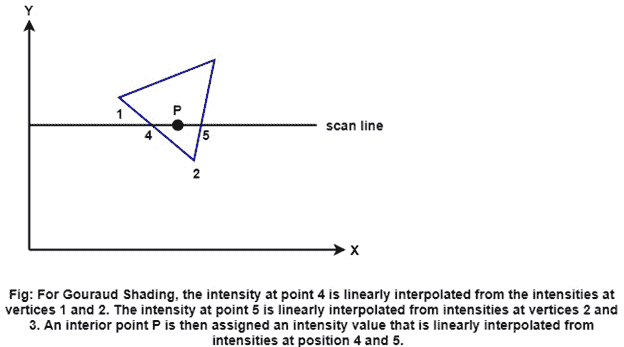 Y
P
1
scan line
4
5
2
X
Fig: For Gouraud Shading, the intensity at point 4 is linearly interpolated from the intensities at
vertices 1 and 2. The intensity at point 5 is linearly interpolated from intensities at vertices 2 and
3. An interior point P is then assigned an intensity value that is linearly interpolated from
intensities at position 4 and 5.